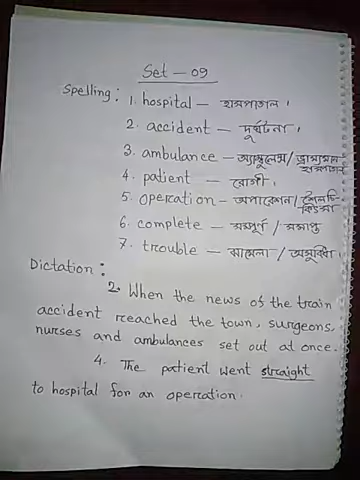 Set - 09
Spelling : 1. hospital - হাসপাতাল ।
2. accident - দুর্ঘটনা ।
3. ambulance - অ্যাম্বুলেন্স / ভ্রাম্যমান হাসপাতাল
4. patient - রোগী ।
5. operation - অপারেশন / শৈলচিকিৎসা
6. complete - সম্পূর্ণ / সমাপ্ত
7. trouble - ঝামেলা / অসুবিধা ।
Dictation :
2. When the news of the train
accident reached the town, surgeons,
nurses and ambulances set out at once.
4. The patient went straight
to hospital for an operation.